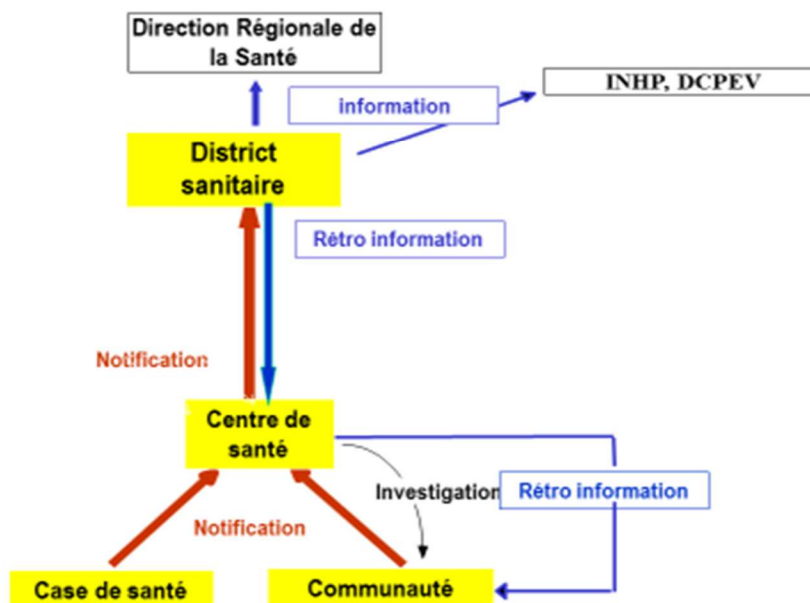 Direction Régionale de
la Santé
INHP, DCPEV
information
District
sanitaire
Rétro information
Notification
Centre de
santé
Investigation
Rétro information
Notification
Case de santé
Communauté